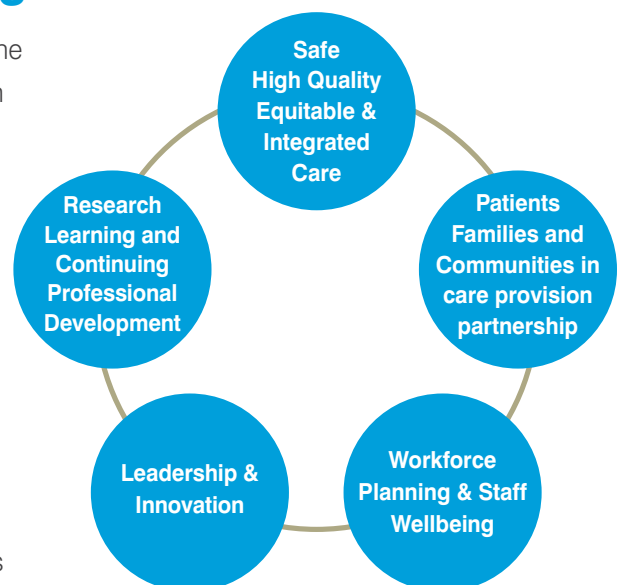 Safe
High Quality
Equitable &
Integrated
Care
Patients
Families and
Communities in
care provision
partnership
Workforce
Planning & Staff
Wellbeing
Leadership &
Innovation
Research
Learning and
Continuing
Professional
Development